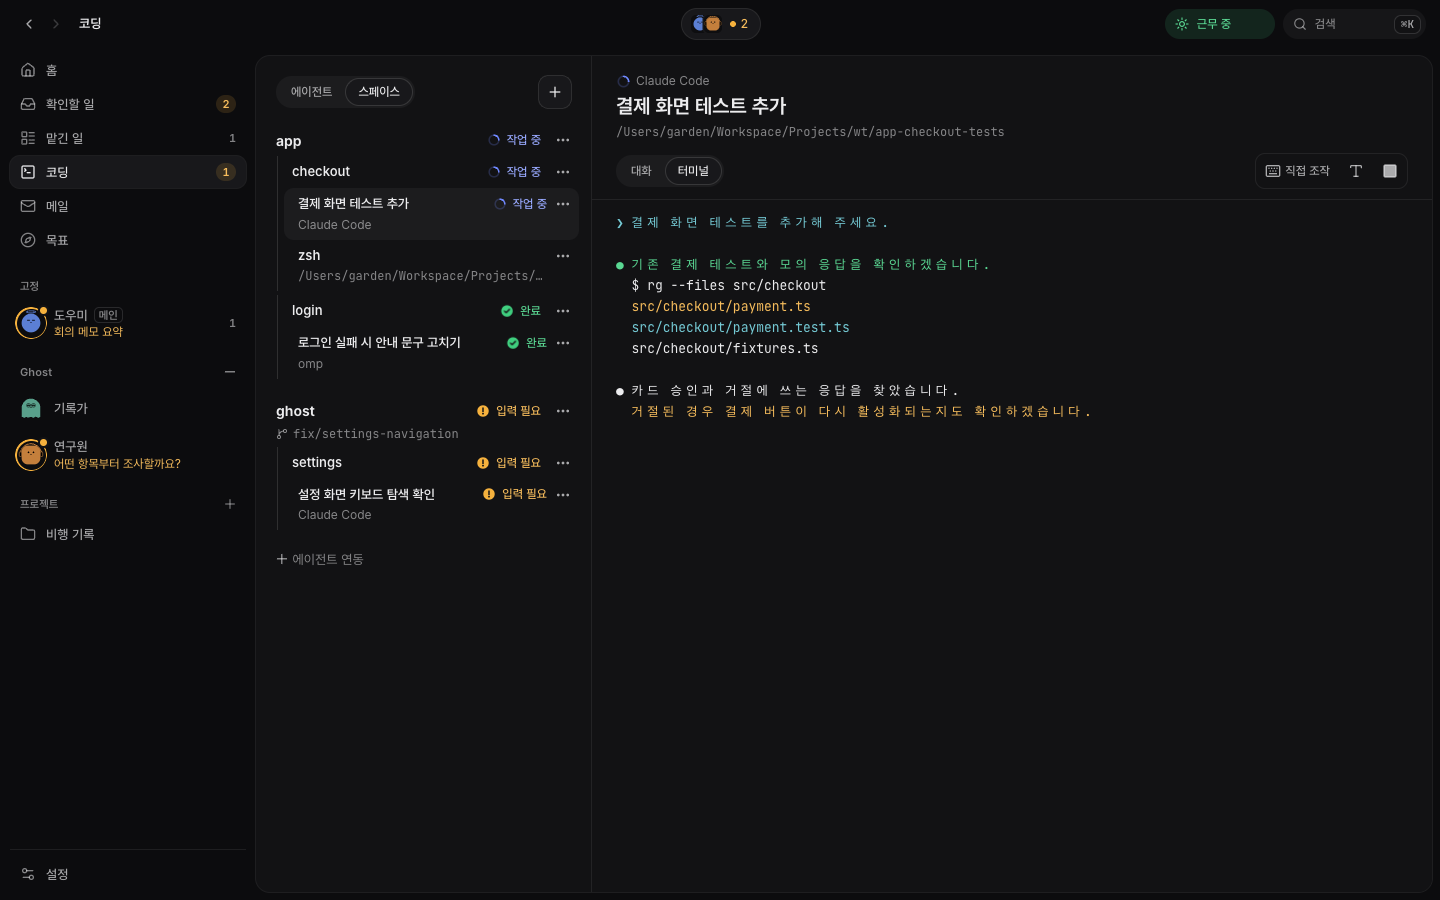 코딩
2
근무 중
검색
⌘K
홈
확인할 일
2
맡긴 일
1
코딩
1
메일
목표
고정
도우미
메인
회의 메모 요약
1
Ghost
기록가
연구원
어떤 항목부터 조사할까요?
프로젝트
비행 기록
설정
에이전트
스페이스
app
작업 중
checkout
작업 중
결제 화면 테스트 추가
작업 중
Claude Code
zsh
/Users/garden/Workspace/Projects/…
login
완료
로그인 실패 시 안내 문구 고치기
완료
omp
ghost
입력 필요
fix/settings-navigation
settings
입력 필요
설정 화면 키보드 탐색 확인
입력 필요
Claude Code
에이전트 연동
Claude Code
결제 화면 테스트 추가
/Users/garden/Workspace/Projects/wt/app-checkout-tests
대화
터미널
직접 조작
❯ 결제 화면 테스트를 추가해 주세요.
● 기존 결제 테스트와 모의 응답을 확인하겠습니다.
$ rg --files src/checkout
src/checkout/payment.ts
src/checkout/payment.test.ts
src/checkout/fixtures.ts
● 카드 승인과 거절에 쓰는 응답을 찾았습니다.
거절된 경우 결제 버튼이 다시 활성화되는지도 확인하겠습니다.